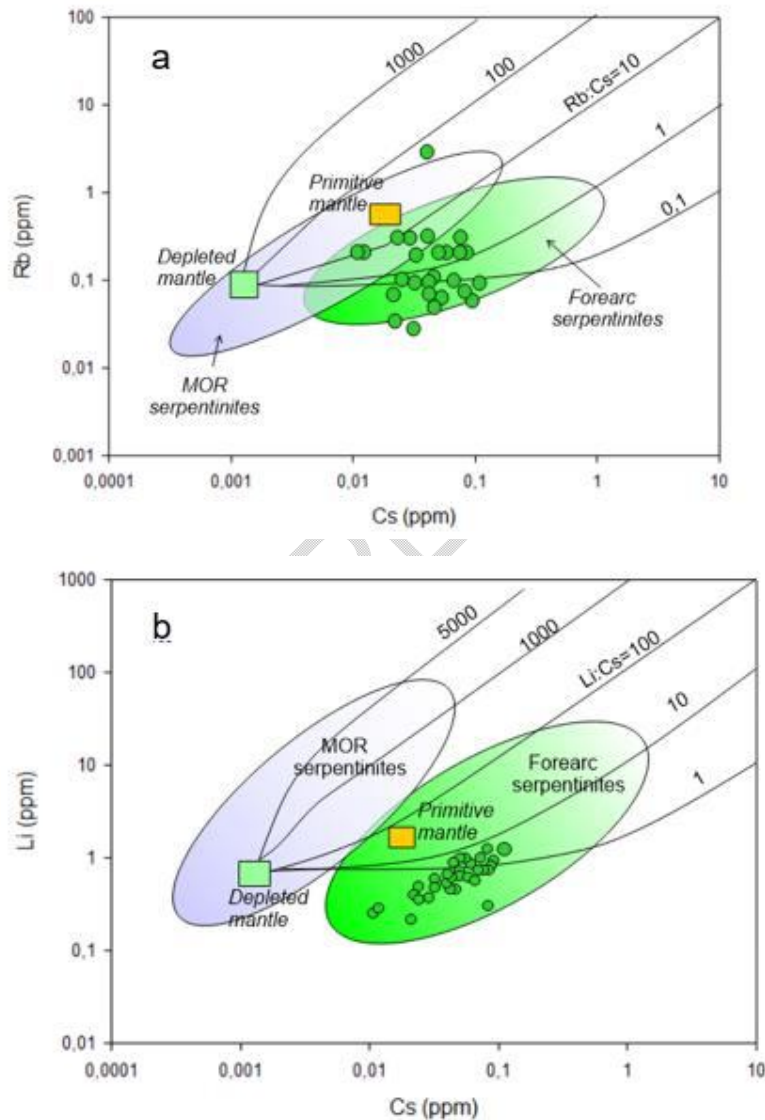 100
a
1000
100
Rb:Cs=10
10
1
Primitive
mantle
1
0,1
Depleted
mantle
0,1
Forearc
serpentinites
0,01
MOR
serpentinites
0,001
0,0001
0,001
0,01
0,1
1
10
Rb (ppm)
Cs (ppm)
1000
b
5000
1000
Li:Cs=100
100
10
MOR
serpentinites
Forearc
serpentinites
10
1
Primitive
mantle
1
Depleted
mantle
0,1
0,01
0,0001
0,001
0,01
0,1
1
10
Li (ppm)
Cs (ppm)